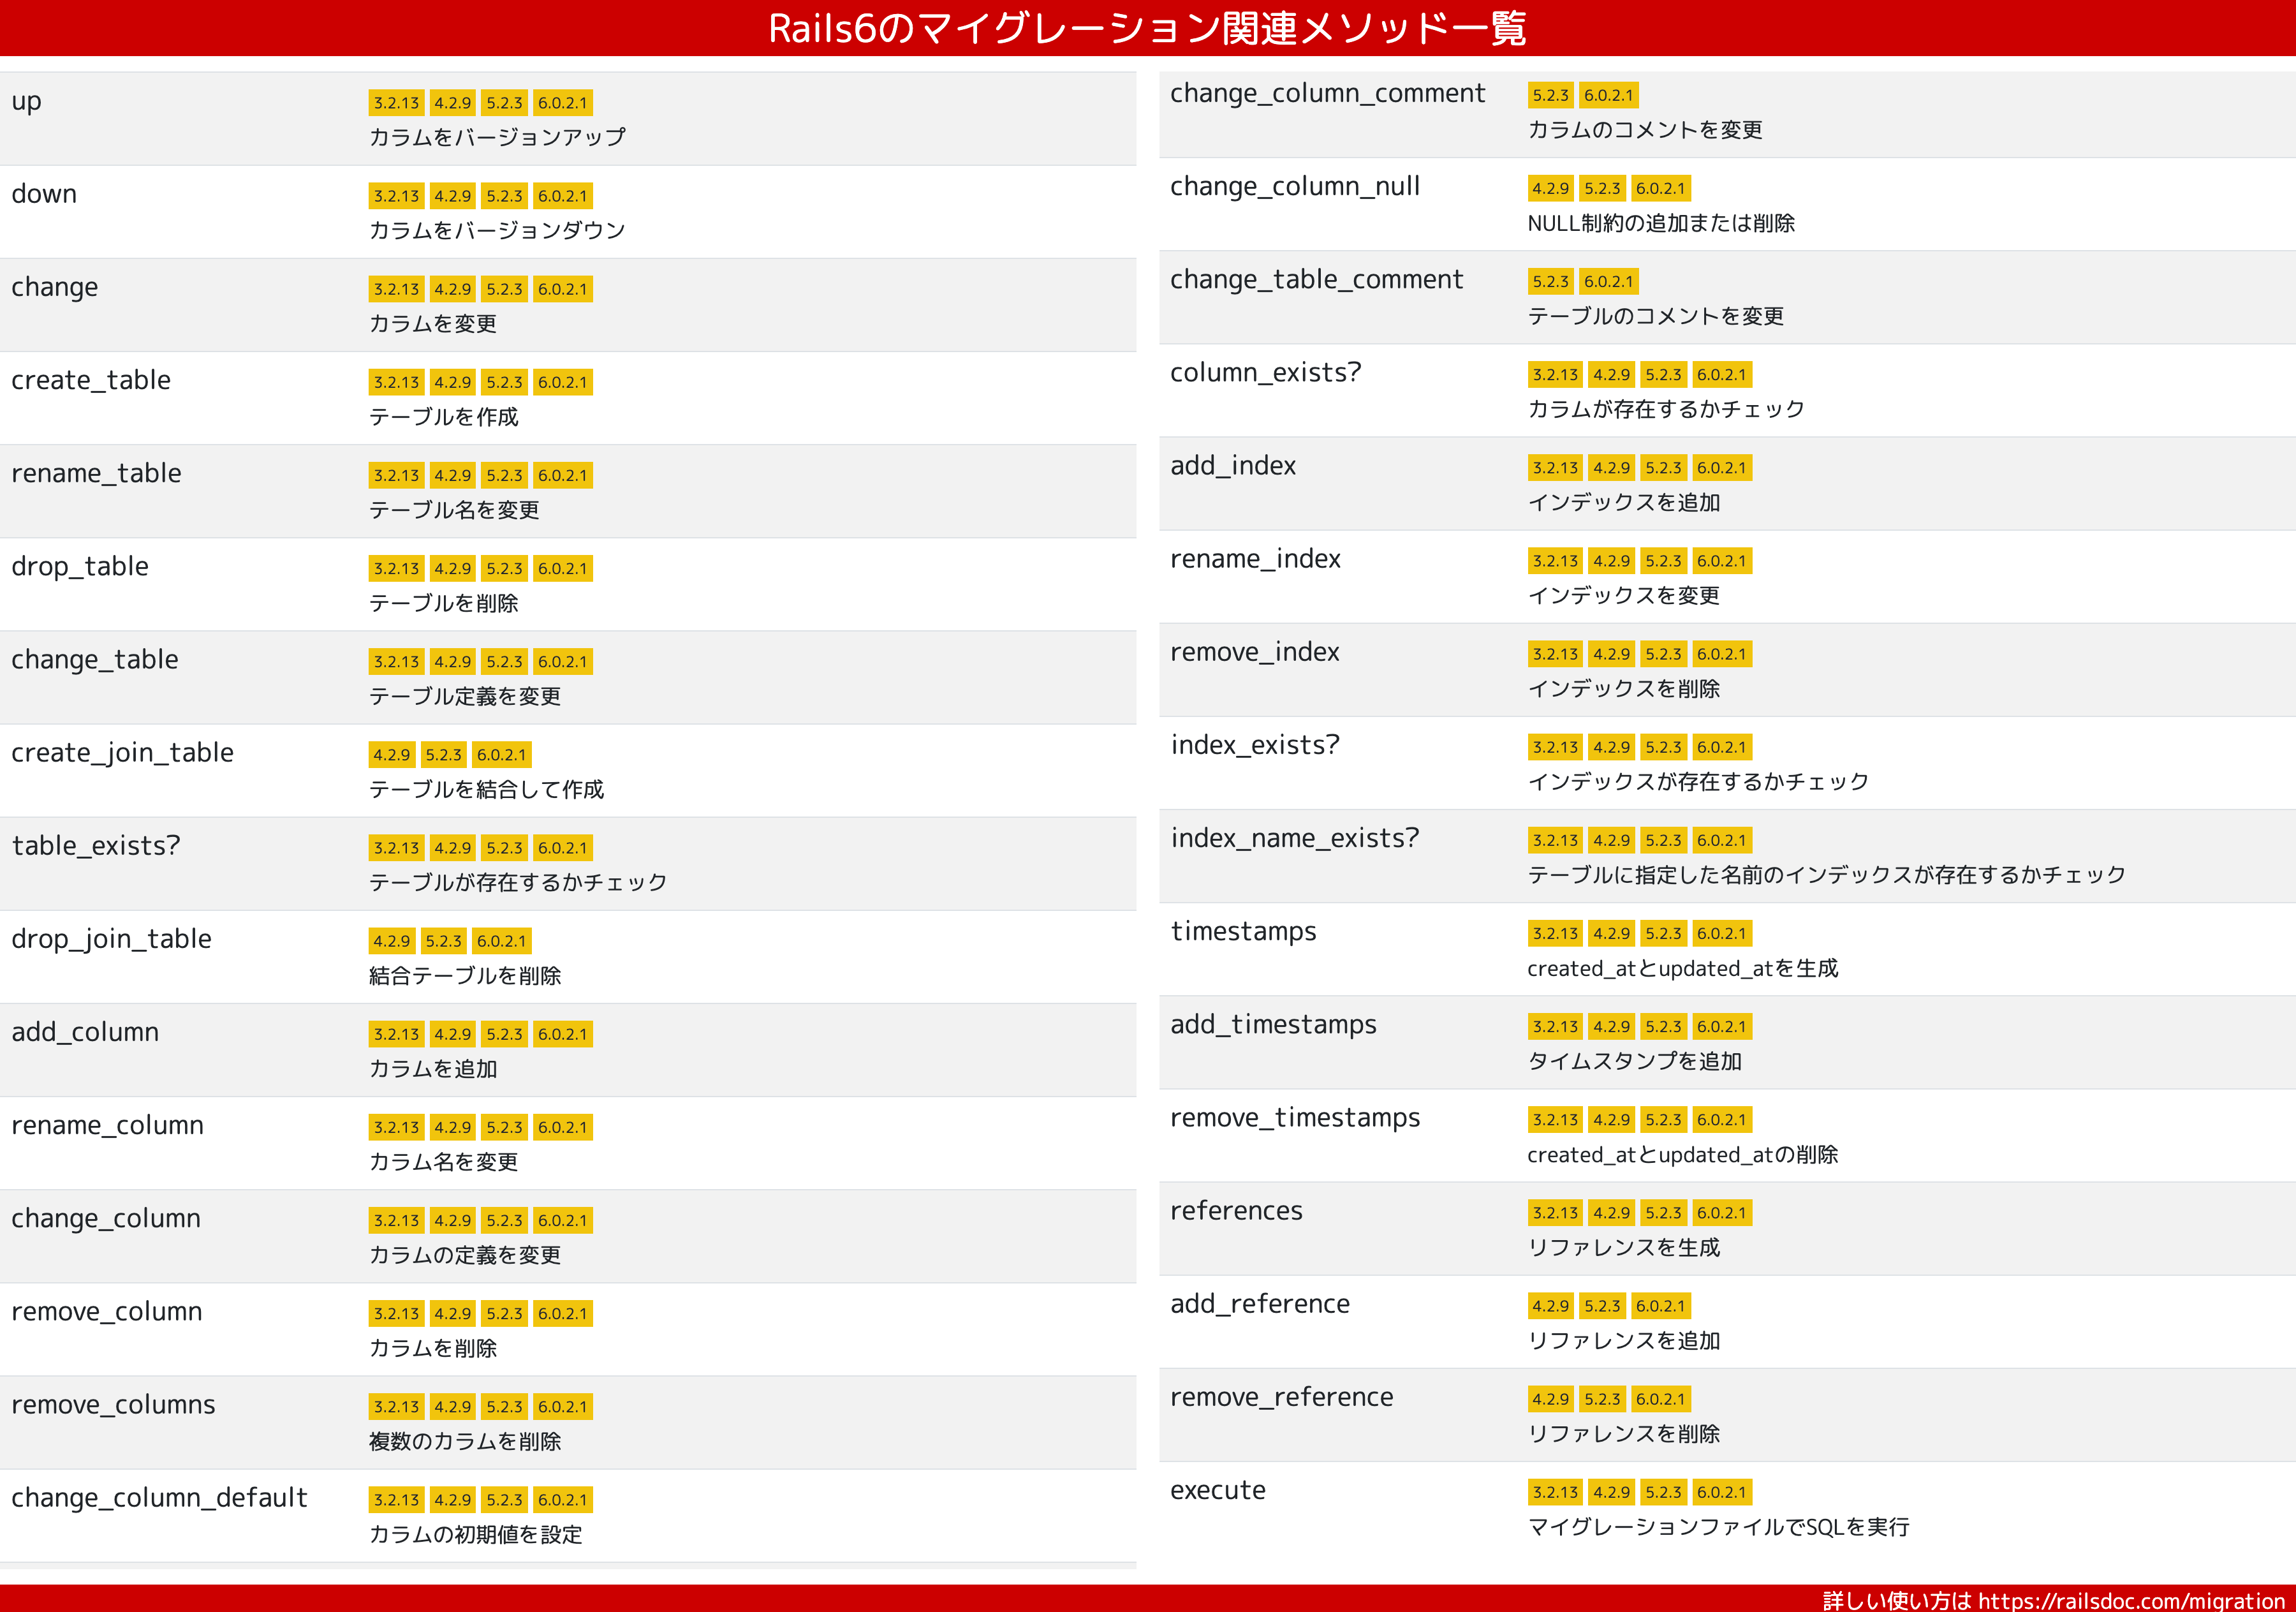 Rails6のマイグレーション関連メソッド一覧
up
3.2.13 4.2.9 5.2.3 6.0.2.1
カラムをバージョンアップ
down
3.2.13 4.2.9 5.2.3 6.0.2.1
カラムをバージョンダウン
change
3.2.13 4.2.9 5.2.3 6.0.2.1
カラムを変更
create_table
3.2.13 4.2.9 5.2.3 6.0.2.1
テーブルを作成
rename_table
3.2.13 4.2.9 5.2.3 6.0.2.1
テーブル名を変更
drop_table
3.2.13 4.2.9 5.2.3 6.0.2.1
テーブルを削除
change_table
3.2.13 4.2.9 5.2.3 6.0.2.1
テーブル定義を変更
create_join_table
4.2.9 5.2.3 6.0.2.1
テーブルを結合して作成
table_exists?
3.2.13 4.2.9 5.2.3 6.0.2.1
テーブルが存在するかチェック
drop_join_table
4.2.9 5.2.3 6.0.2.1
結合テーブルを削除
add_column
3.2.13 4.2.9 5.2.3 6.0.2.1
カラムを追加
rename_column
3.2.13 4.2.9 5.2.3 6.0.2.1
カラム名を変更
change_column
3.2.13 4.2.9 5.2.3 6.0.2.1
カラムの定義を変更
remove_column
3.2.13 4.2.9 5.2.3 6.0.2.1
カラムを削除
remove_columns
3.2.13 4.2.9 5.2.3 6.0.2.1
複数のカラムを削除
change_column_default
3.2.13 4.2.9 5.2.3 6.0.2.1
カラムの初期値を設定
change_column_comment
5.2.3 6.0.2.1
カラムのコメントを変更
change_column_null
4.2.9 5.2.3 6.0.2.1
NULL制約の追加または削除
change_table_comment
5.2.3 6.0.2.1
テーブルのコメントを変更
column_exists?
3.2.13 4.2.9 5.2.3 6.0.2.1
カラムが存在するかチェック
add_index
3.2.13 4.2.9 5.2.3 6.0.2.1
インデックスを追加
rename_index
3.2.13 4.2.9 5.2.3 6.0.2.1
インデックスを変更
remove_index
3.2.13 4.2.9 5.2.3 6.0.2.1
インデックスを削除
index_exists?
3.2.13 4.2.9 5.2.3 6.0.2.1
インデックスが存在するかチェック
index_name_exists?
3.2.13 4.2.9 5.2.3 6.0.2.1
テーブルに指定した名前のインデックスが存在するかチェック
timestamps
3.2.13 4.2.9 5.2.3 6.0.2.1
created_atとupdated_atを生成
add_timestamps
3.2.13 4.2.9 5.2.3 6.0.2.1
タイムスタンプを追加
remove_timestamps
3.2.13 4.2.9 5.2.3 6.0.2.1
created_atとupdated_atの削除
references
3.2.13 4.2.9 5.2.3 6.0.2.1
リファレンスを生成
add_reference
4.2.9 5.2.3 6.0.2.1
リファレンスを追加
remove_reference
4.2.9 5.2.3 6.0.2.1
リファレンスを削除
execute
3.2.13 4.2.9 5.2.3 6.0.2.1
マイグレーションファイルでSQLを実行
詳しい使い方は https://railsdoc.com/migration